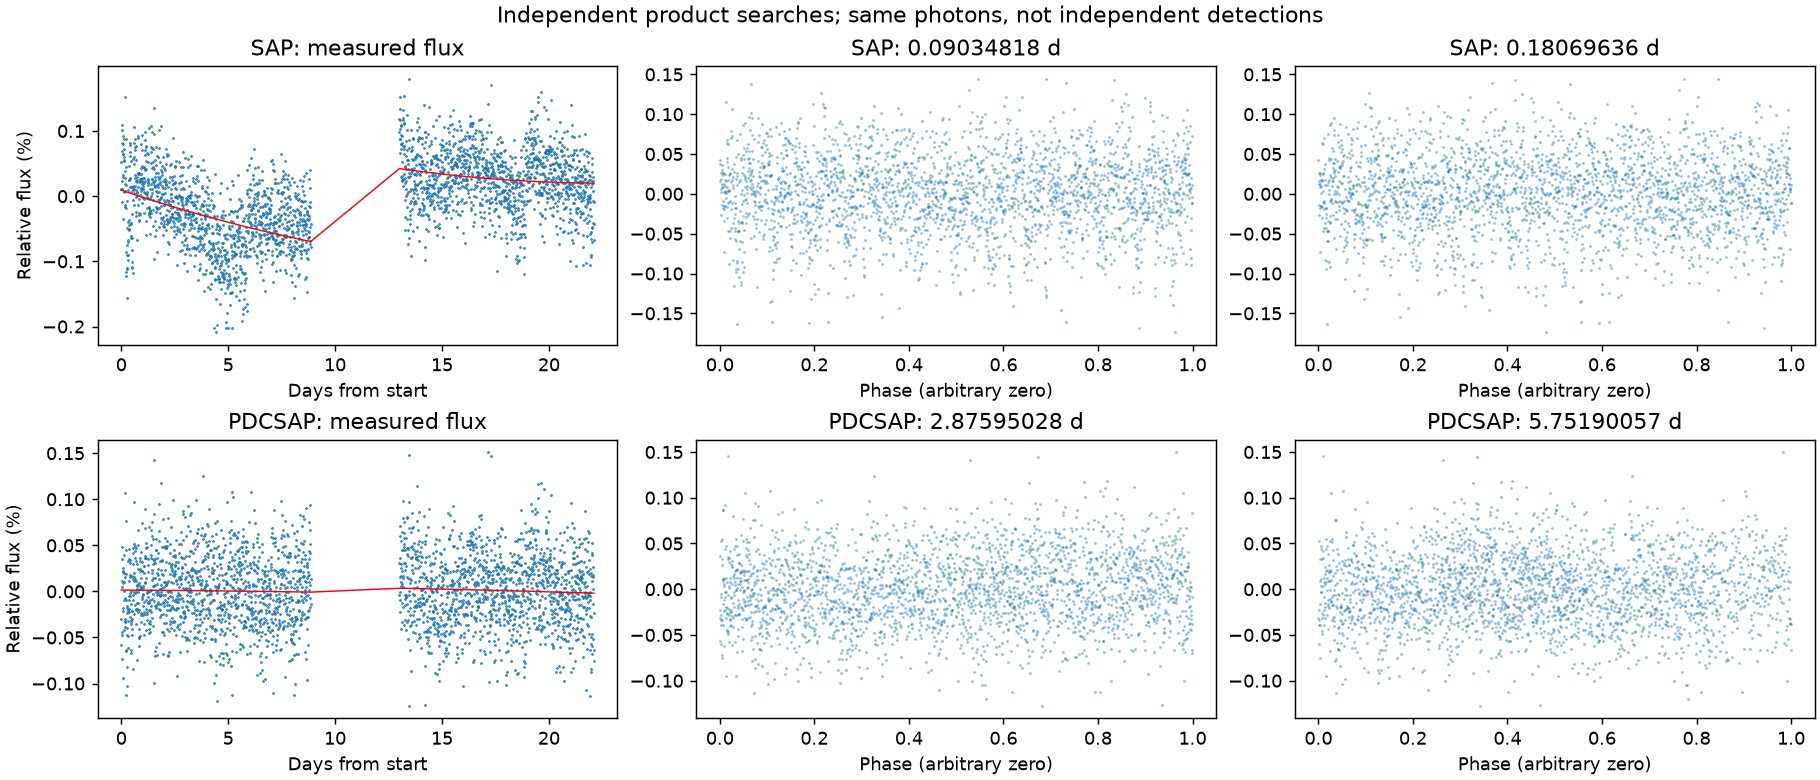 Independent product searches; same photons, not independent detections
SAP: measured flux
SAP: 0.09034818 d
SAP: 0.18069636 d
Relative flux (%)
0.1
0.0
−0.1
−0.2
0 5 10 15 20
Days from start
0.15
0.10
0.05
0.00
−0.05
−0.10
−0.15
0.0 0.2 0.4 0.6 0.8 1.0
Phase (arbitrary zero)
0.15
0.10
0.05
0.00
−0.05
−0.10
−0.15
0.0 0.2 0.4 0.6 0.8 1.0
Phase (arbitrary zero)
PDCSAP: measured flux
PDCSAP: 2.87595028 d
PDCSAP: 5.75190057 d
Relative flux (%)
0.15
0.10
0.05
0.00
−0.05
−0.10
0 5 10 15 20
Days from start
0.15
0.10
0.05
0.00
−0.05
−0.10
0.0 0.2 0.4 0.6 0.8 1.0
Phase (arbitrary zero)
0.15
0.10
0.05
0.00
−0.05
−0.10
0.0 0.2 0.4 0.6 0.8 1.0
Phase (arbitrary zero)